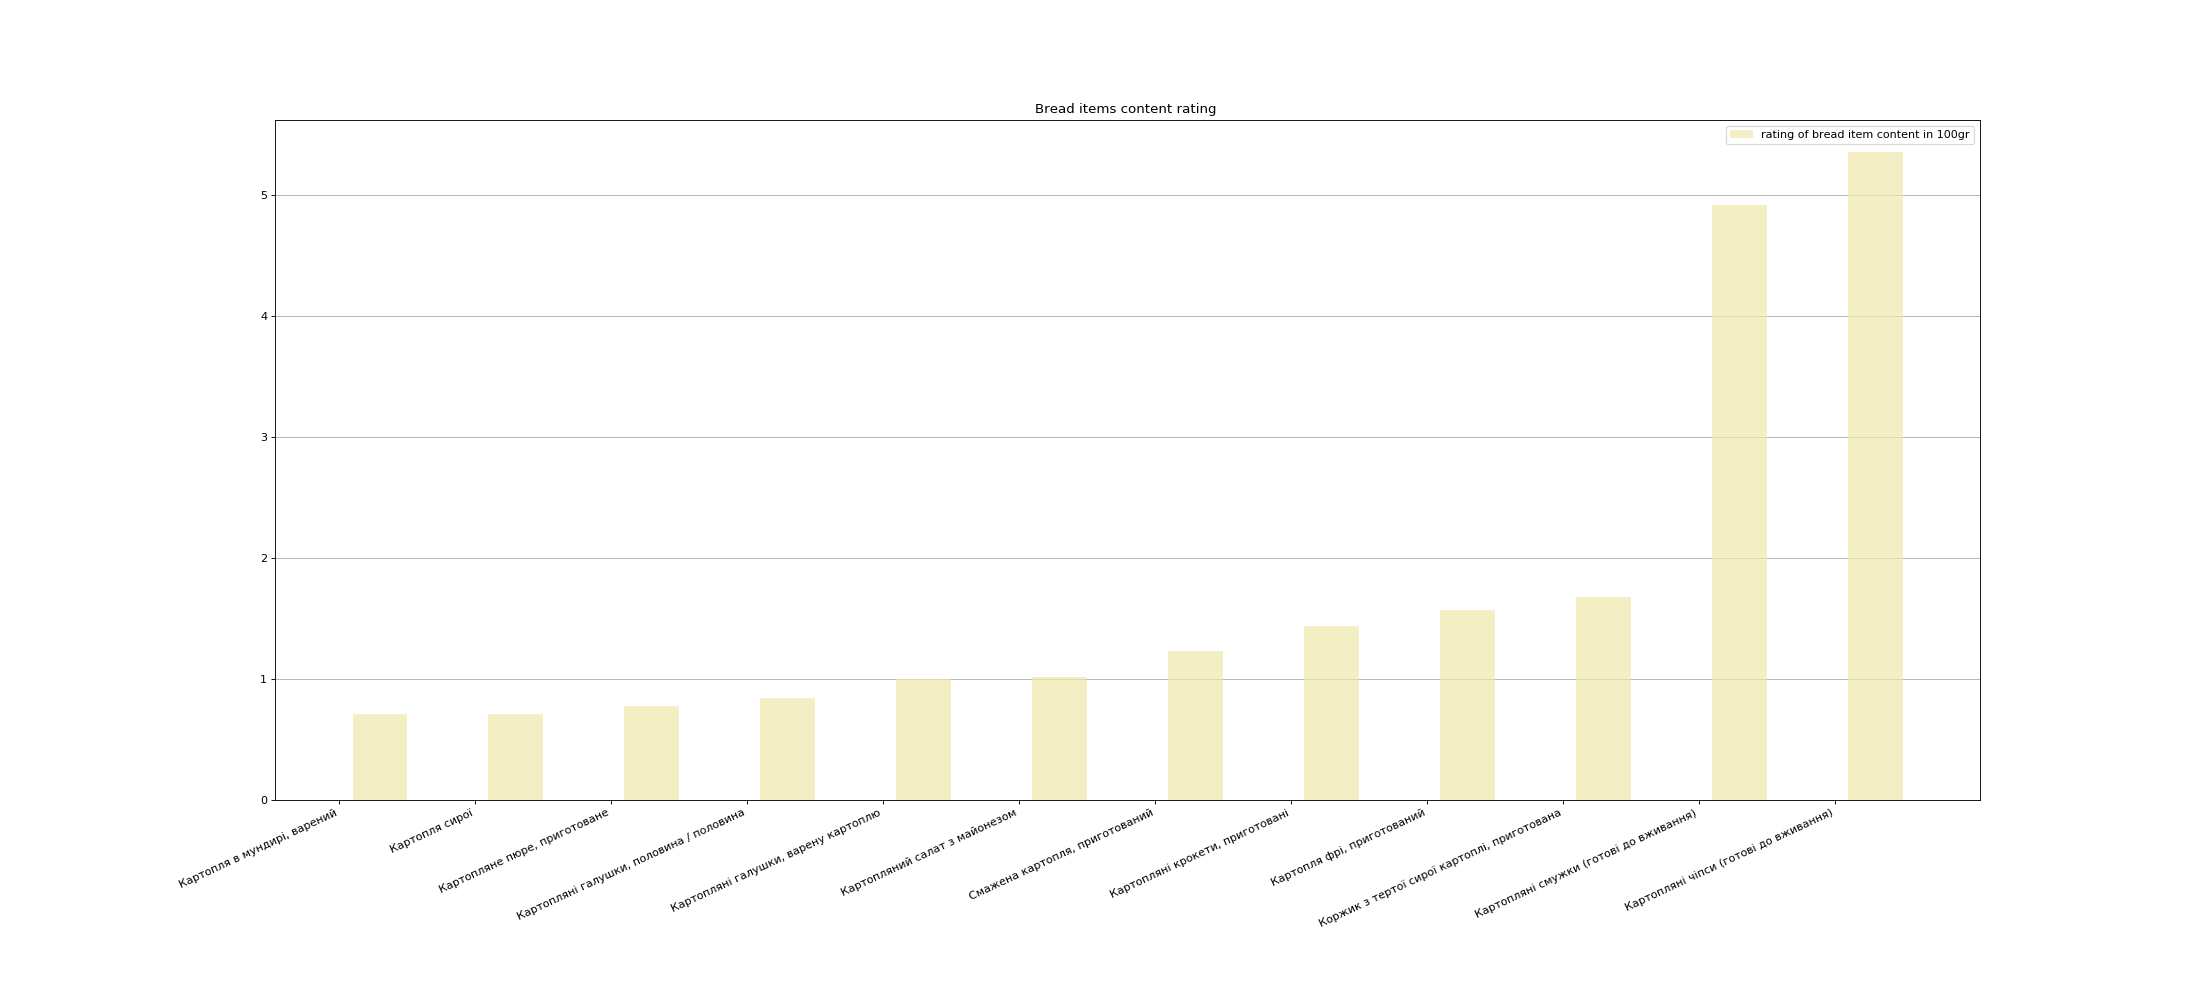 Bread items content rating
rating of bread item content in 100gr
5
4
3
2
1
0
Картопля в мундирі, варений
Картопля сирої
Картопляне пюре, приготоване
Картопляні галушки, половина / половина
Картопляні галушки, варену картоплю
Картопляний салат з майонезом
Смажена картопля, приготований
Картопляні крокети, приготовані
Картопля фрі, приготований
Коржик з тертої сирої картоплі, приготована
Картопляні смужки (готові до вживання)
Картопляні чіпси (готові до вживання)